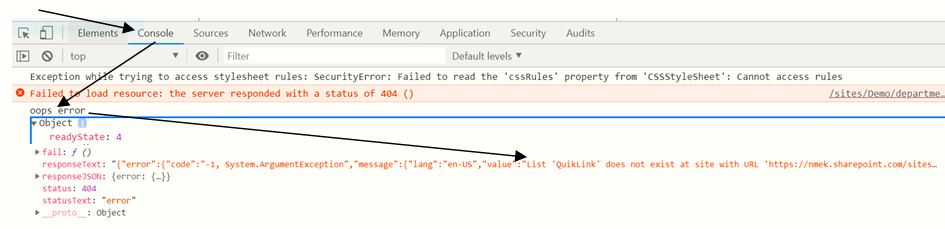 Elements Console Sources Network Performance Memory Application Security Audits
top Filter Default levels
Exception while trying to access stylesheet rules: SecurityError: Failed to read the 'cssRules' property from 'CSSStyleSheet': Cannot access rules
Failed to load resource: the server responded with a status of 404 () /sites/Demo/departme…
oops error
Object i
readyState: 4
fail: ƒ ()
responseText: "{"error":{"code":"-1, System.ArgumentException","message":{"lang":"en-US","value":"List 'QuikLink' does not exist at site with URL 'https://nmek.sharepoint.com/sites…
responseJSON: {error: {…}}
status: 404
statusText: "error"
__proto__: Object